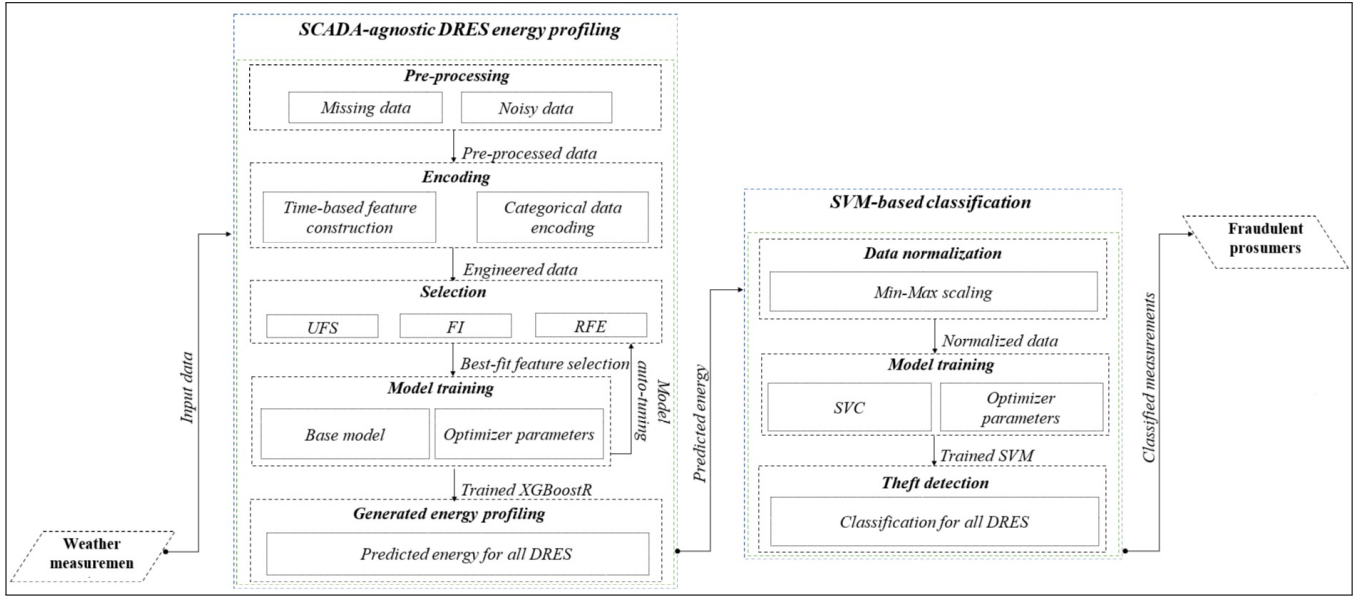 SCADA-agnostic DRES energy profiling
Pre-processing
Missing data
Noisy data
Pre-processed data
Encoding
Time-based feature
construction
Categorical data
encoding
Engineered data
Selection
UFS
FI
RFE
Best-fit feature selection
Model
auto-tuning
Model training
Base model
Optimizer parameters
Trained XGBoostR
Generated energy profiling
Predicted energy for all DRES
Input data
Weather
measuremen
Predicted energy
SVM-based classification
Data normalization
Min-Max scaling
Normalized data
Model training
SVC
Optimizer
parameters
Trained SVM
Theft detection
Classification for all DRES
Classified measurements
Fraudulent
prosumers